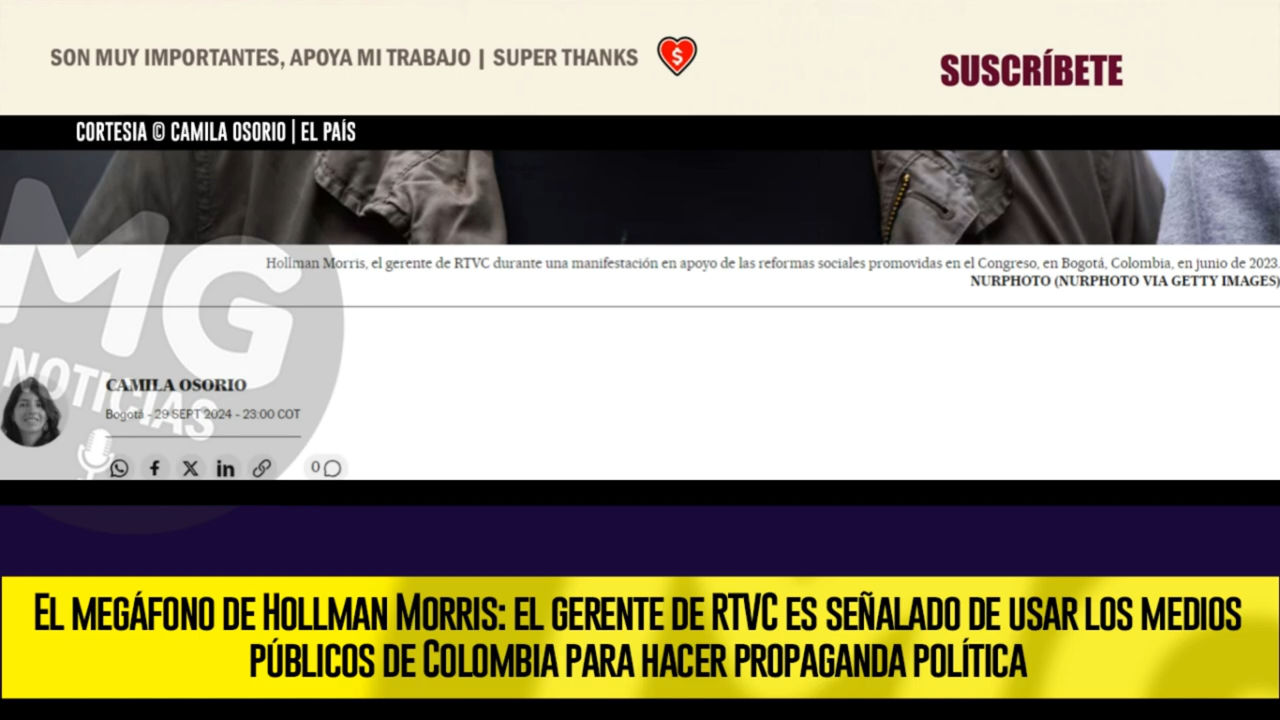 SON MUY IMPORTANTES, APOYA MI TRABAJO | SUPER THANKS
$
SUSCRÍBETE
CORTESIA © CAMILA OSORIO | EL PAÍS
Hollman Morris, el gerente de RTVC durante una manifestación en apoyo de las reformas sociales promovidas en el Congreso, en Bogotá, Colombia, en junio de 2023.
NURPHOTO (NURPHOTO VIA GETTY IMAGES)
MG
NOTICIAS
CAMILA OSORIO
Bogotá - 29 SEPT 2024 - 23:00 COT
0
EL MEGÁFONO DE HOLLMAN MORRIS: EL GERENTE DE RTVC ES SEÑALADO DE USAR LOS MEDIOS
PÚBLICOS DE COLOMBIA PARA HACER PROPAGANDA POLÍTICA